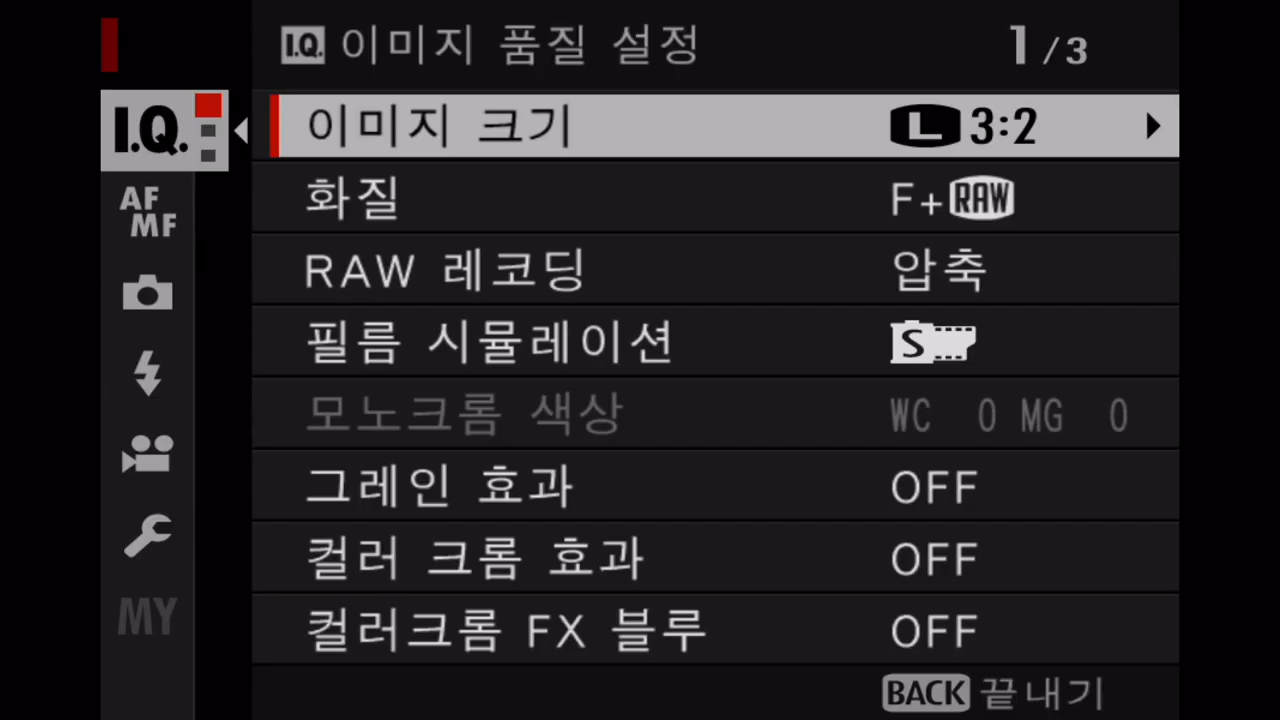 I.Q. 이미지 품질 설정 1/3
I.Q.
이미지 크기 L 3:2
화질 F+RAW
AF
MF
RAW 레코딩 압축
필름 시뮬레이션 S
모노크롬 색상 WC 0 MG 0
그레인 효과 OFF
컬러 크롬 효과 OFF
컬러크롬 FX 블루 OFF
MY
BACK 끝내기